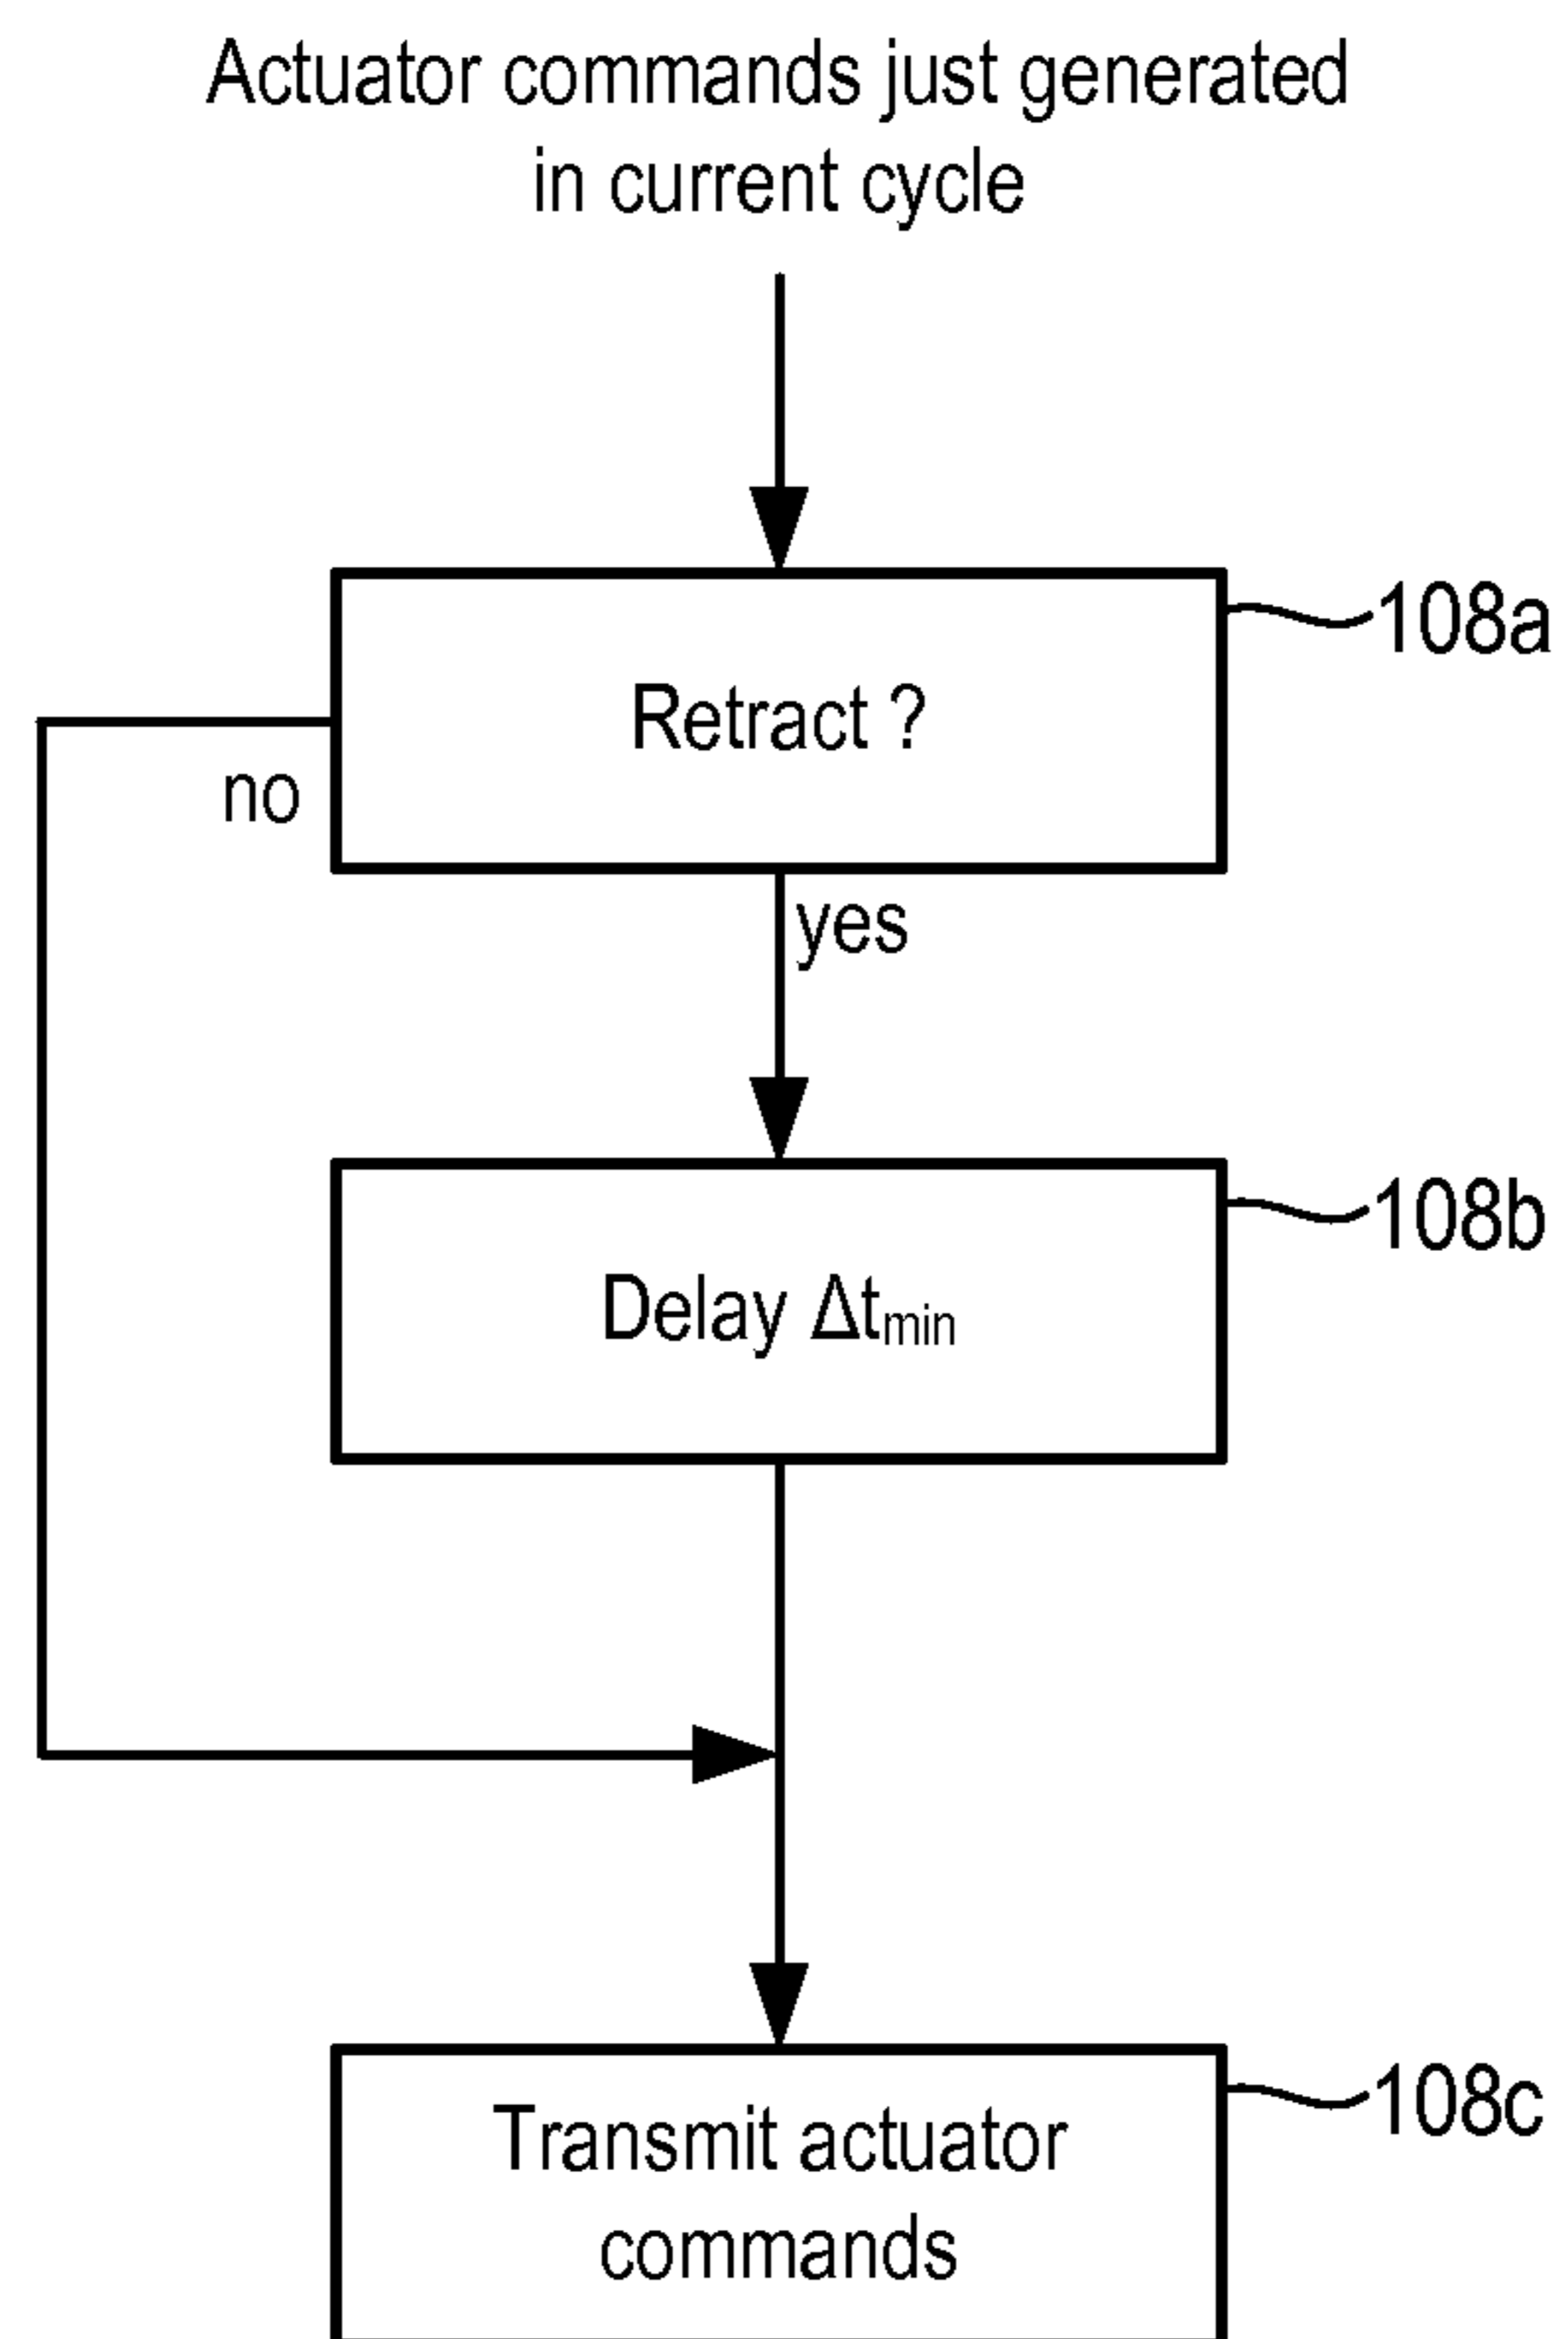 Actuator commands just generated
in current cycle
108a
Retract ?
no
yes
108b
Delay Δtmin
108c
Transmit actuator
commands